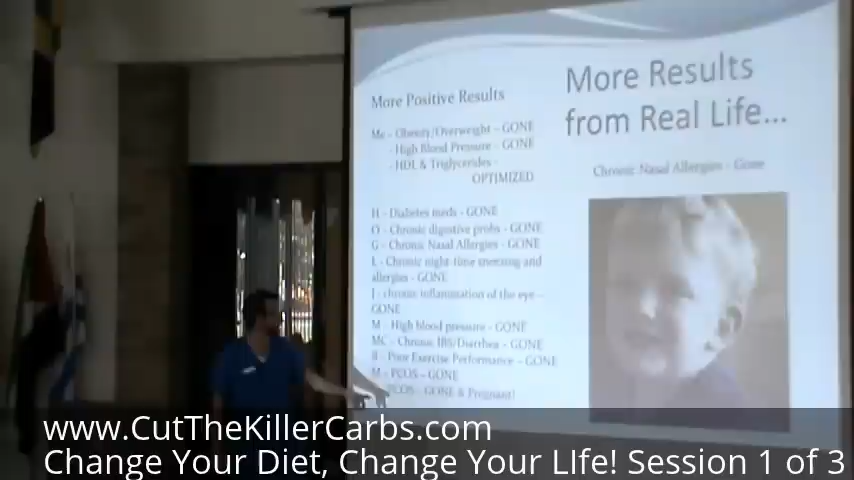 More Positive Results
Me - Obesity/Overweight - GONE
- High Blood Pressure - GONE
- HDL & Triglycerides -
OPTIMIZED
H - Diabetes meds - GONE
O - Chronic digestive probs - GONE
G - Chronic Nasal Allergies - GONE
L - Chronic night-time sneezing and
allergies - GONE
J - chronic inflammation of the eye -
GONE
M - High blood pressure - GONE
MC - Chronic IBS/Diarrhea - GONE
B - Poor Exercise Performance - GONE
M - PCOS - GONE
PCOS - GONE & Pregnant!
More Results
from Real Life...
Chronic Nasal Allergies - Gone
www.CutTheKillerCarbs.com
Change Your Diet, Change Your LIfe! Session 1 of 3